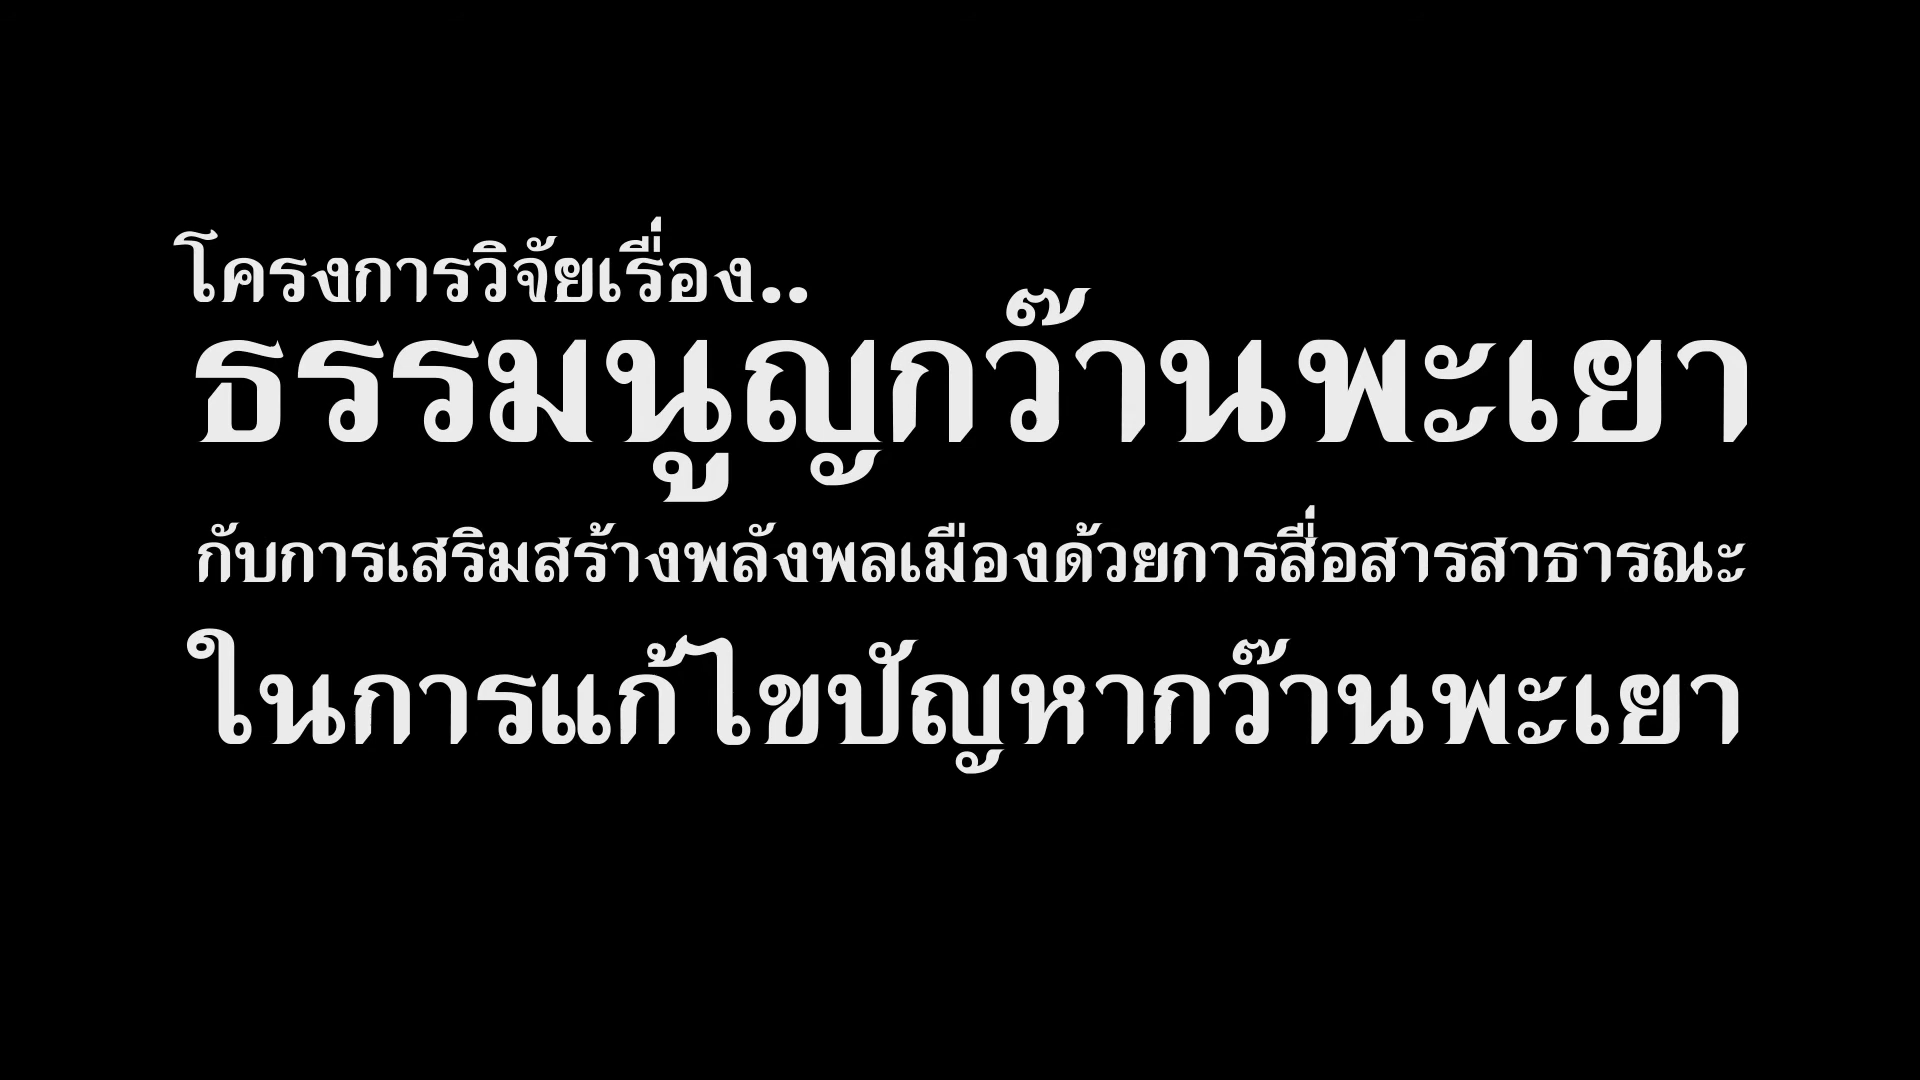 โครงการวิจัยเรื่อง..
ธรรมนูญกว๊านพะเยา
กับการเสริมสร้างพลังพลเมืองด้วยการสื่อสารสาธารณะ
ในการแก้ไขปัญหากว๊านพะเยา